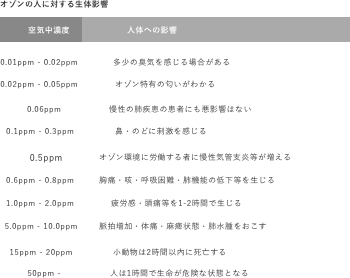 オゾンの人に対する生体影響
空気中濃度 人体への影響
0.01ppm - 0.02ppm 多少の臭気を感じる場合がある
0.02ppm - 0.05ppm オゾン特有の匂いがわかる
0.06ppm 慢性の肺疾患の患者にも悪影響はない
0.1ppm - 0.3ppm 鼻・のどに刺激を感じる
0.5ppm オゾン環境に労働する者に慢性気管支炎等が増える
0.6ppm - 0.8ppm 胸痛・咳・呼吸困難・肺機能の低下等を生じる
1.0ppm - 2.0ppm 疲労感・頭痛等を1-2時間で生じる
5.0ppm - 10.0ppm 脈拍増加・体痛・麻痺状態・肺水腫をおこす
15ppm - 20ppm 小動物は2時間以内に死亡する
50ppm - 人は1時間で生命が危険な状態となる